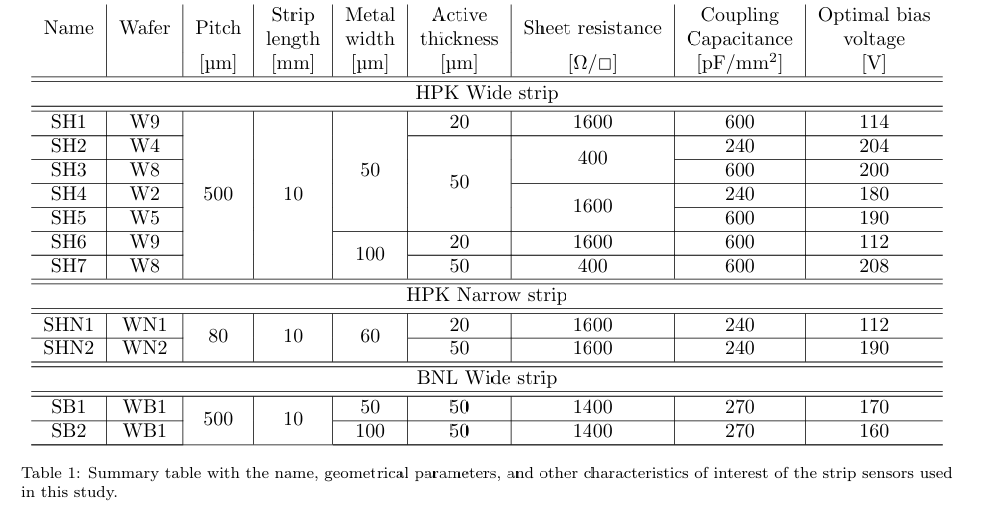 Name Wafer Pitch [µm] Strip length [mm] Metal width [µm] Active thickness [µm] Sheet resistance [Ω/□] Coupling Capacitance [pF/mm²] Optimal bias voltage [V]
HPK Wide strip
SH1 W9 500 10 50 20 1600 600 114
SH2 W4 50 400 240 204
SH3 W8 600 200
SH4 W2 1600 240 180
SH5 W5 600 190
SH6 W9 100 20 1600 600 112
SH7 W8 50 400 600 208
HPK Narrow strip
SHN1 WN1 80 10 60 20 1600 240 112
SHN2 WN2 50 1600 240 190
BNL Wide strip
SB1 WB1 500 10 50 50 1400 270 170
SB2 WB1 100 50 1400 270 160
Table 1: Summary table with the name, geometrical parameters, and other characteristics of interest of the strip sensors used
in this study.